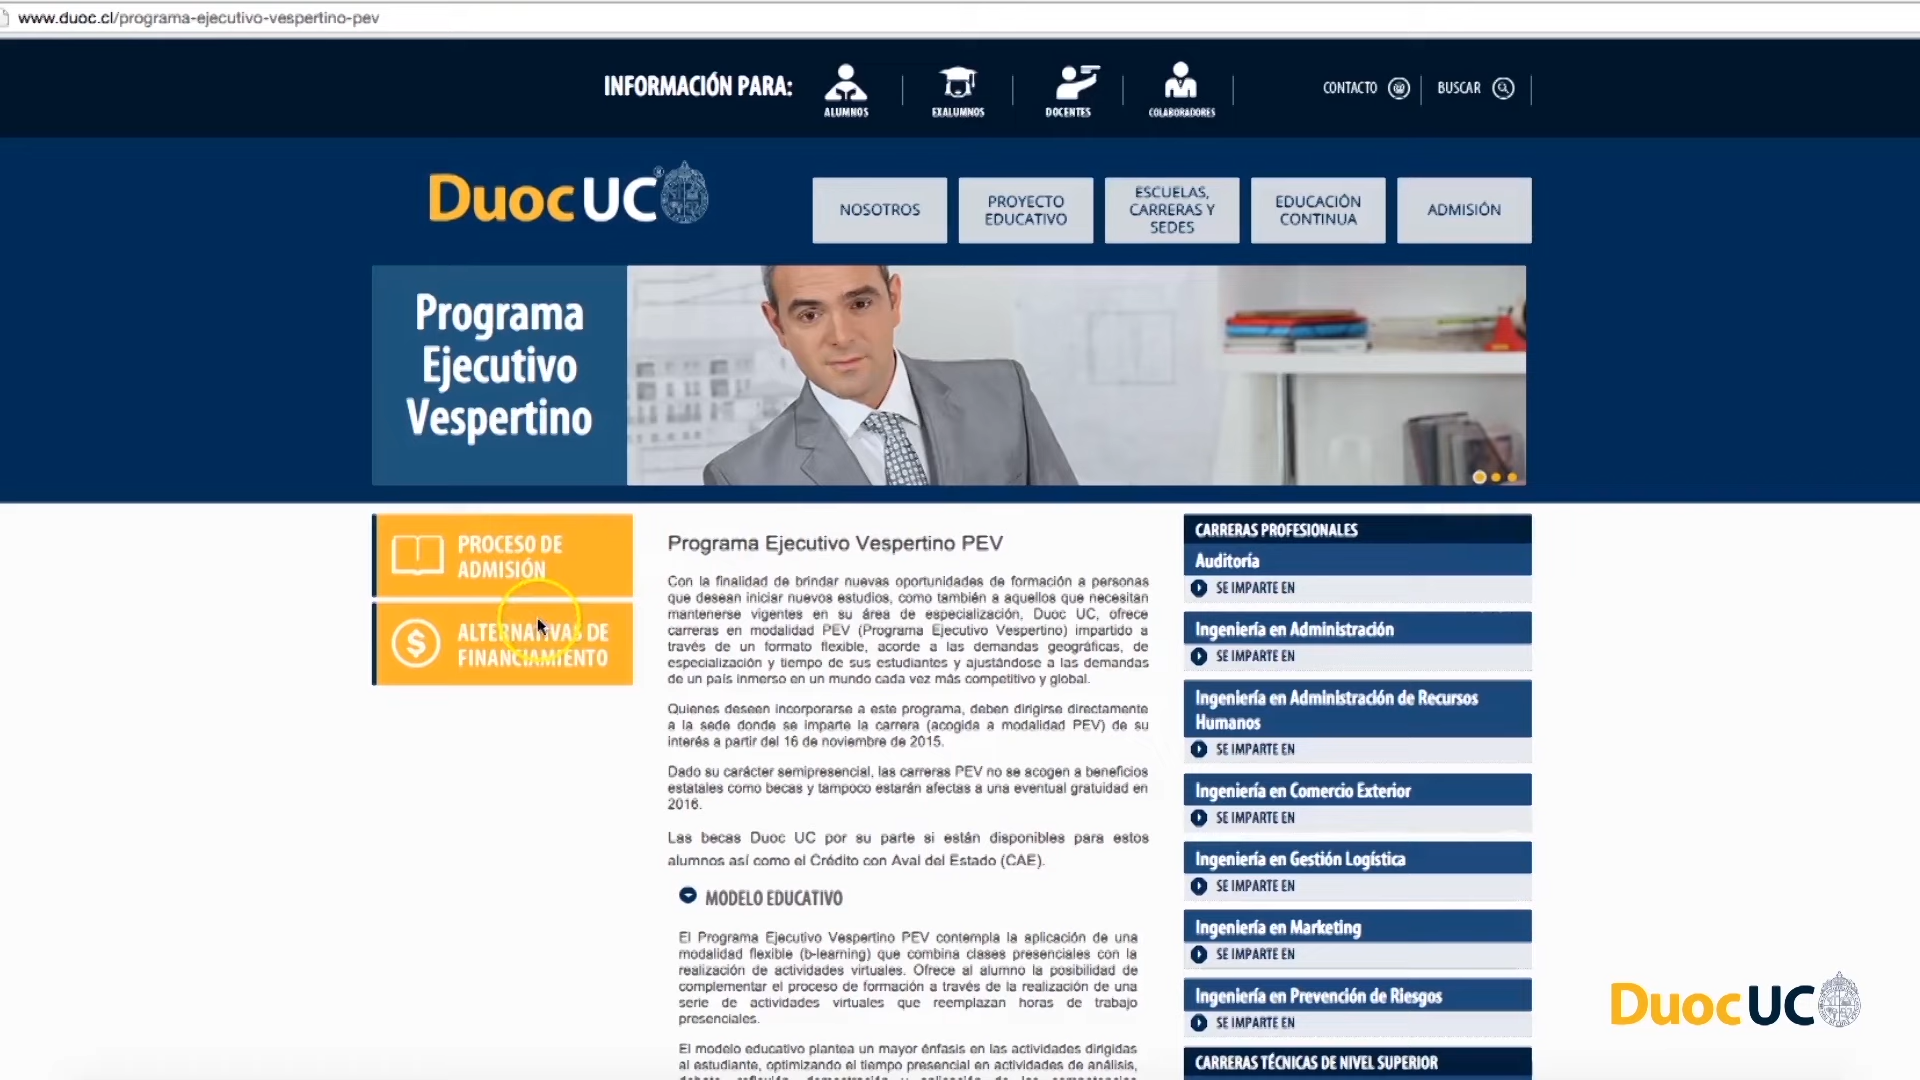 www.duoc.cl/programa-ejecutivo-vespertino-pev
INFORMACIÓN PARA:
ALUMNOS
EXALUMNOS
DOCENTES
COLABORADORES
CONTACTO
BUSCAR
Duoc UC
NOSOTROS
PROYECTO
EDUCATIVO
ESCUELAS,
CARRERAS Y
SEDES
EDUCACIÓN
CONTINUA
ADMISIÓN
Programa
Ejecutivo
Vespertino
PROCESO DE
ADMISIÓN
ALTERNATIVAS DE
FINANCIAMIENTO
Programa Ejecutivo Vespertino PEV
Con la finalidad de brindar nuevas oportunidades de formación a personas
que desean iniciar nuevos estudios, como también a aquellos que necesitan
mantenerse vigentes en su área de especialización, Duoc UC, ofrece
carreras en modalidad PEV (Programa Ejecutivo Vespertino) impartido a
través de un formato flexible, acorde a las demandas geográficas, de
especialización y tiempo de sus estudiantes y ajustándose a las demandas
de un país inmerso en un mundo cada vez más competitivo y global.
Quienes deseen incorporarse a este programa, deben dirigirse directamente
a la sede donde se imparte la carrera (acogida a modalidad PEV) de su
interés a partir del 16 de noviembre de 2015.
Dado su carácter semipresencial, las carreras PEV no se acogen a beneficios
estatales como becas y tampoco estarán afectas a una eventual gratuidad en
2016.
Las becas Duoc UC por su parte si están disponibles para estos
alumnos así como el Crédito con Aval del Estado (CAE).
MODELO EDUCATIVO
El Programa Ejecutivo Vespertino PEV contempla la aplicación de una
modalidad flexible (b-learning) que combina clases presenciales con la
realización de actividades virtuales. Ofrece al alumno la posibilidad de
complementar el proceso de formación a través de la realización de una
serie de actividades virtuales que reemplazan horas de trabajo
presenciales.
El modelo educativo plantea un mayor énfasis en las actividades dirigidas
al estudiante, optimizando el tiempo presencial en actividades de análisis,
CARRERAS PROFESIONALES
Auditoría
SE IMPARTE EN
Ingeniería en Administración
SE IMPARTE EN
Ingeniería en Administración de Recursos
Humanos
SE IMPARTE EN
Ingeniería en Comercio Exterior
SE IMPARTE EN
Ingeniería en Gestión Logística
SE IMPARTE EN
Ingeniería en Marketing
SE IMPARTE EN
Ingeniería en Prevención de Riesgos
SE IMPARTE EN
CARRERAS TÉCNICAS DE NIVEL SUPERIOR
Duoc UC